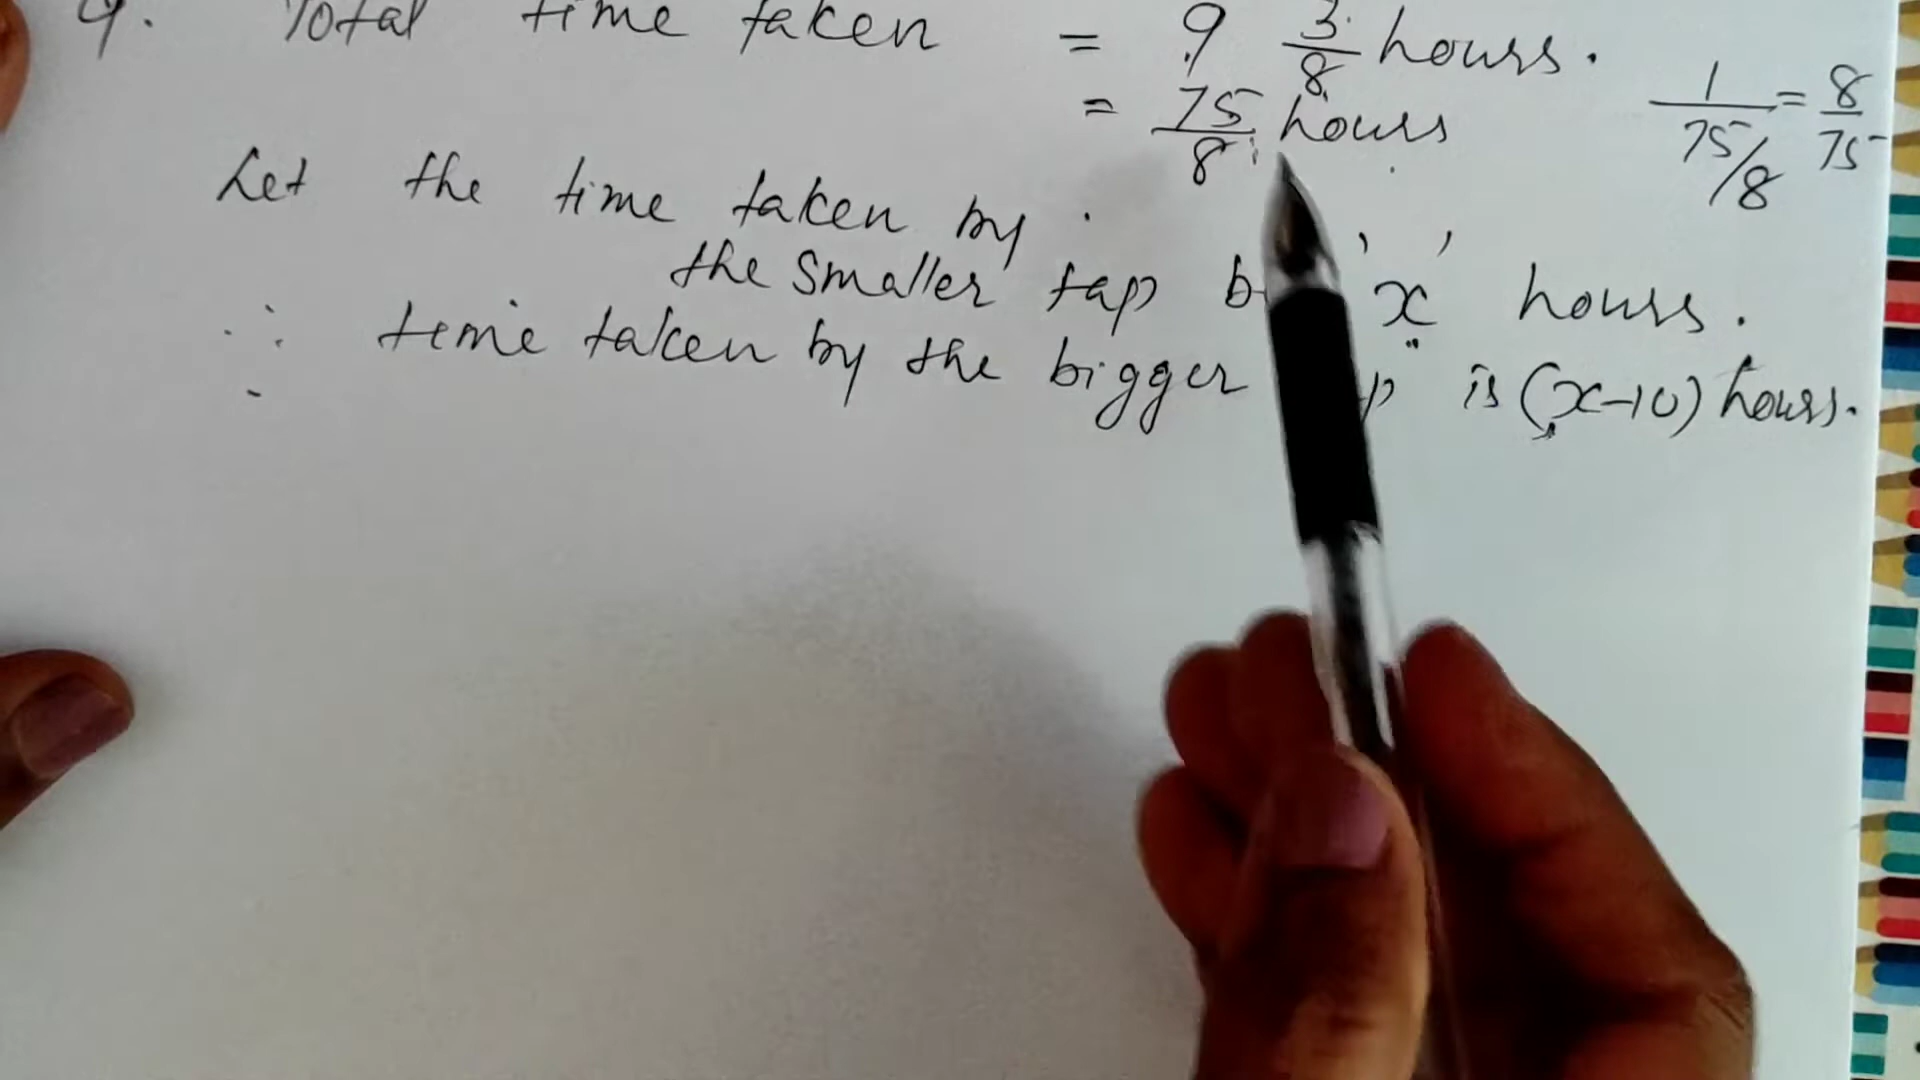 9. Total time taken = 9 3/8 hours.
= 75/8 hours
1/75/8 = 8/75
Let the time taken by
the smaller tap 'x' hours.
∴ time taken by the bigger is (x-10) hours.